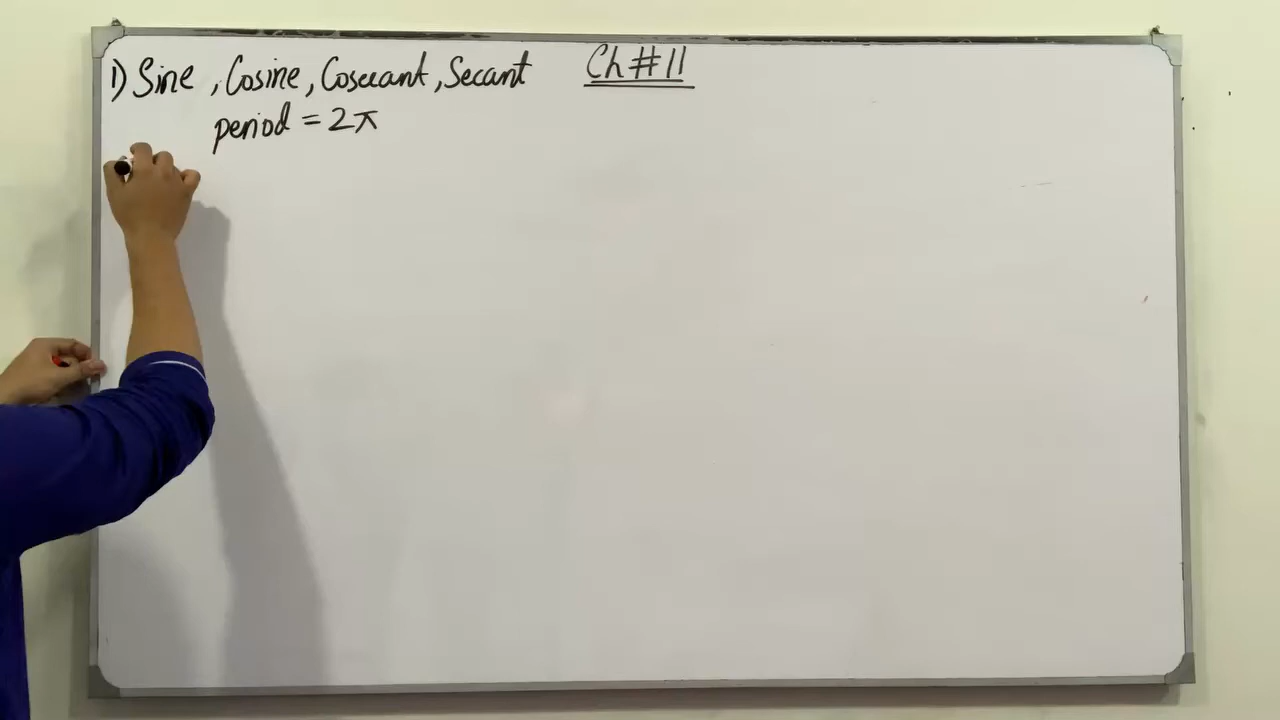 Ch # 11
1) Sine , Cosine , Cosecant , Secant
period = 2π